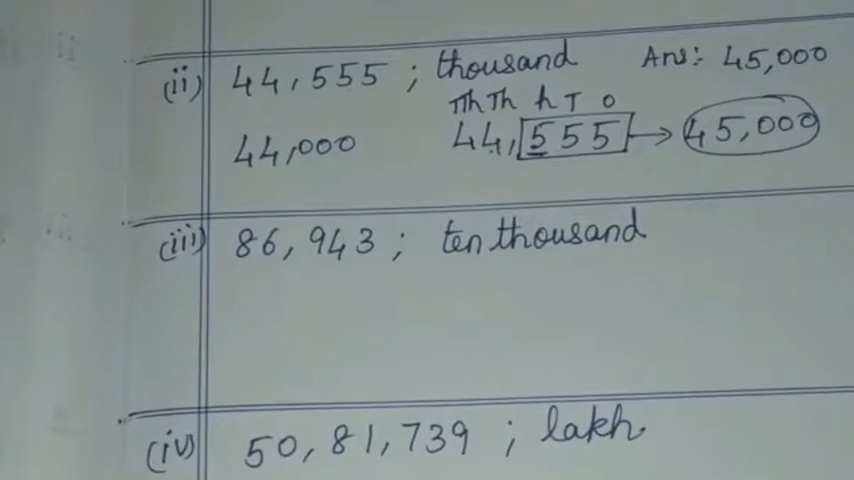 (ii) 44,555 ; thousand Ans:- 45,000
TTh Th h T O
44,000 44,555 → 45,000
(iii) 86,943 ; ten thousand
(iv) 50,81,739 ; lakh.